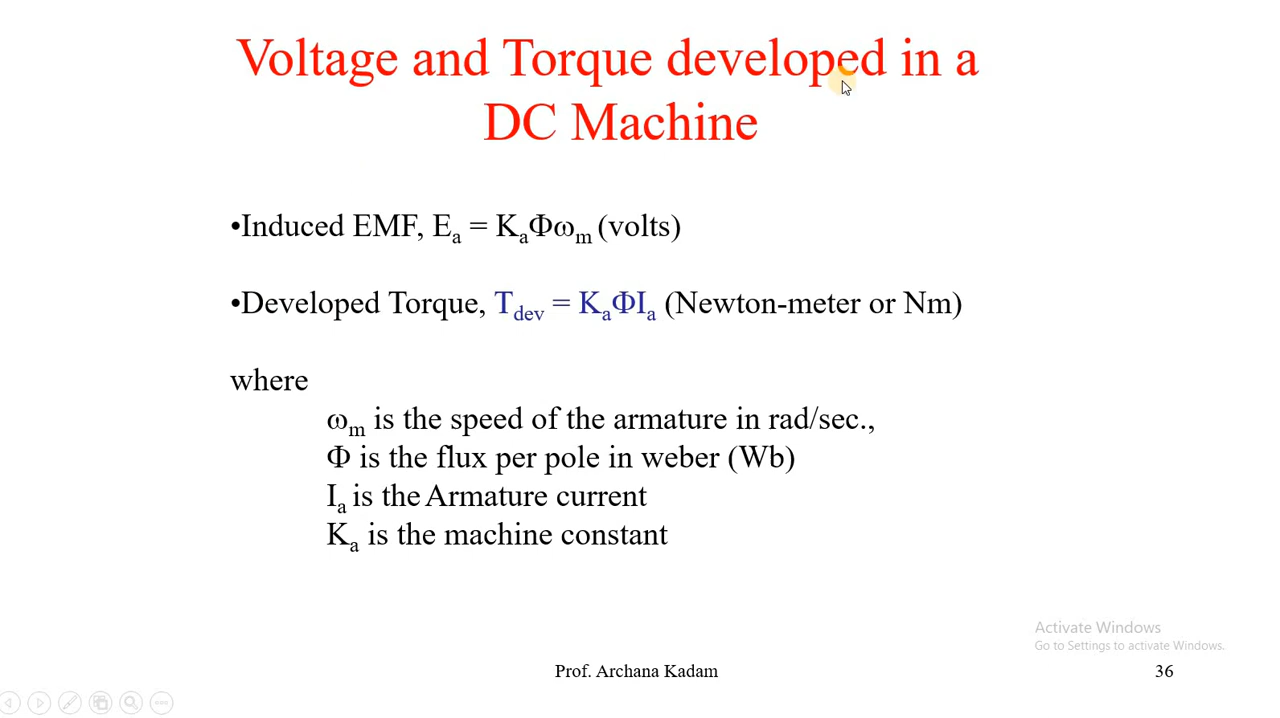 Voltage and Torque developed in a
DC Machine
•Induced EMF, Eₐ = KₐΦωₘ (volts)
•Developed Torque, T_dev = KₐΦIₐ (Newton-meter or Nm)
where
ωₘ is the speed of the armature in rad/sec.,
Φ is the flux per pole in weber (Wb)
Iₐ is the Armature current
Kₐ is the machine constant
Activate Windows
Go to Settings to activate Windows.
Prof. Archana Kadam
36